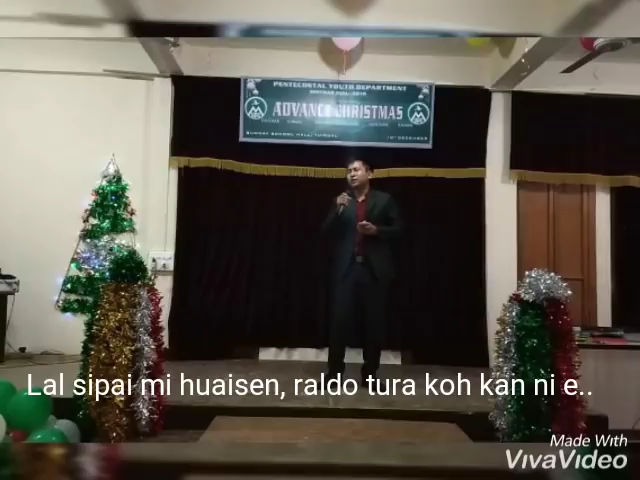 PENTECOSTAL YOUTH DEPARTMENT
ADVANCE CHRISTMAS
Lal sipai mi huaisen, raldo tura koh kan ni e..
Made With
VivaVideo